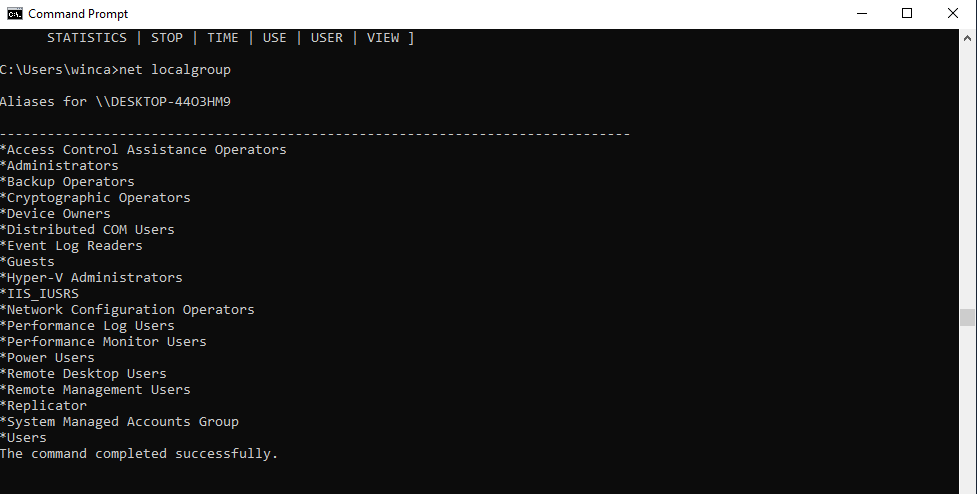 Command Prompt
STATISTICS | STOP | TIME | USE | USER | VIEW ]
C:\Users\winca>net localgroup
Aliases for \\DESKTOP-44O3HM9
-------------------------------------------------------------------------------
*Access Control Assistance Operators
*Administrators
*Backup Operators
*Cryptographic Operators
*Device Owners
*Distributed COM Users
*Event Log Readers
*Guests
*Hyper-V Administrators
*IIS_IUSRS
*Network Configuration Operators
*Performance Log Users
*Performance Monitor Users
*Power Users
*Remote Desktop Users
*Remote Management Users
*Replicator
*System Managed Accounts Group
*Users
The command completed successfully.